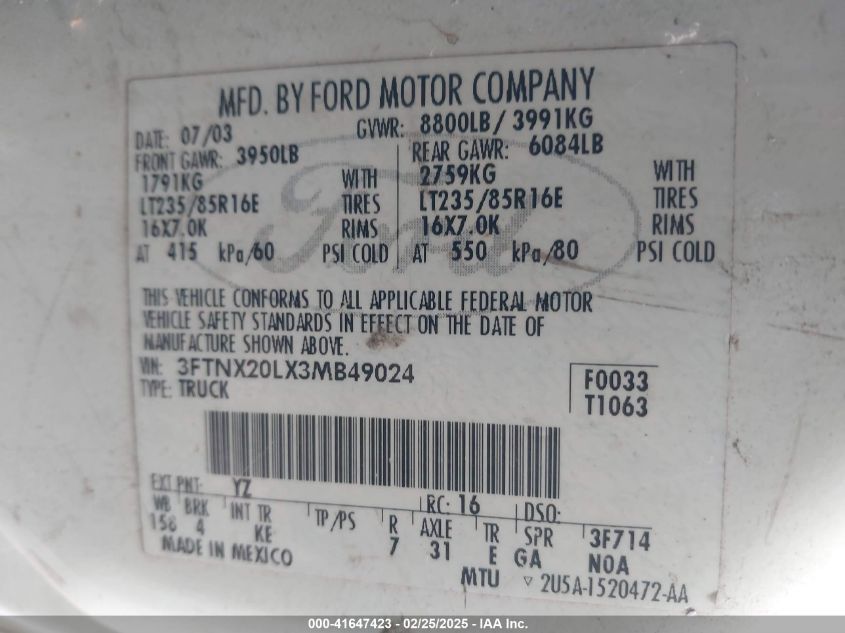 MFD. BY FORD MOTOR COMPANY
DATE: 07/03 GVWR: 8800LB/ 3991KG
FRONT GAWR: 3950LB REAR GAWR: 6084LB
1791KG WITH 2759KG WITH
LT235/85R16E TIRES LT235/85R16E TIRES
16X7.0K RIMS 16X7.0K RIMS
AT 415 kPa/60 PSI COLD AT 550 kPa/80 PSI COLD
Ford
THIS VEHICLE CONFORMS TO ALL APPLICABLE FEDERAL MOTOR
VEHICLE SAFETY STANDARDS IN EFFECT ON THE DATE OF
MANUFACTURE SHOWN ABOVE.
VIN: 3FTNX20LX3MB49024 F0033
TYPE: TRUCK T1063
EXT PNT: YZ RC: 16 DSO:
WB BRK INT TR TP/PS R AXLE TR SPR 3F714
158 4 KE 7 31 E GA N0A
MADE IN MEXICO MTU ▽ 2U5A-1520472-AA
000-41647423 - 02/25/2025 - IAA Inc.